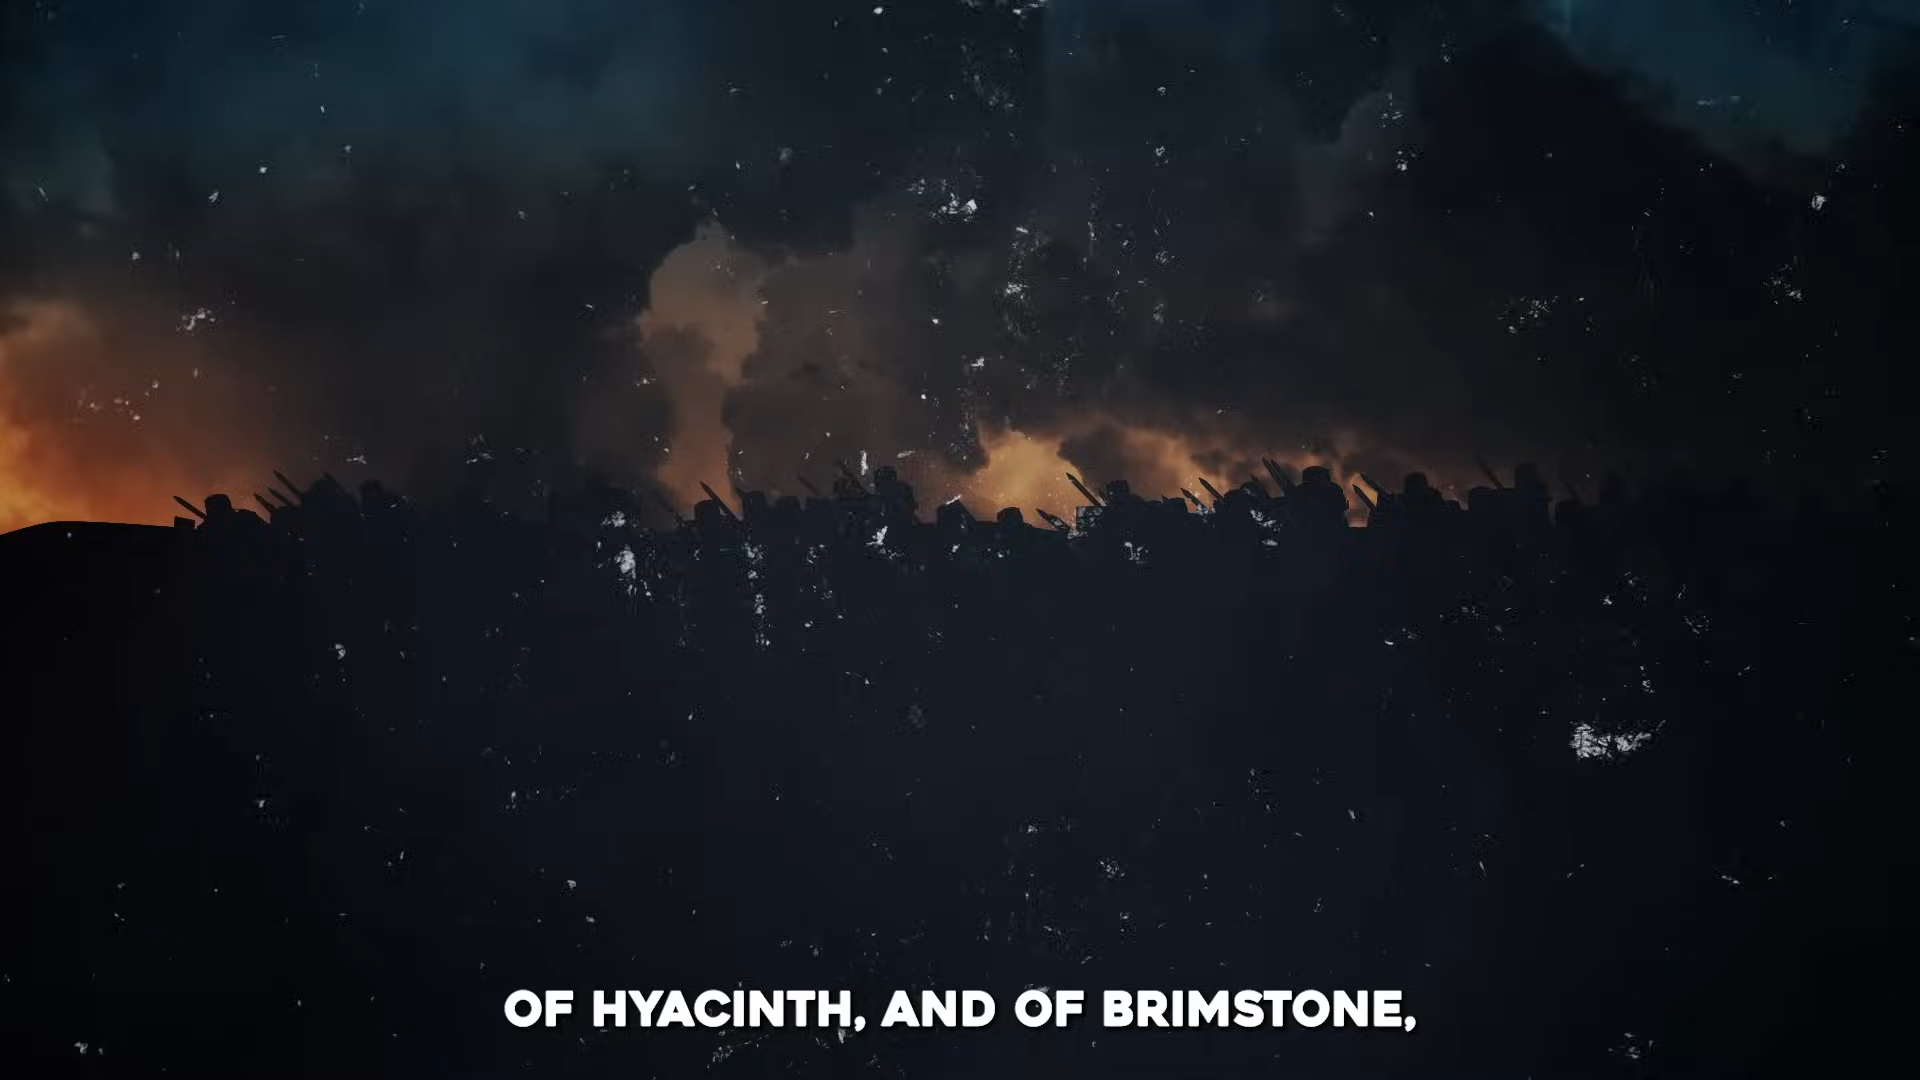 OF HYACINTH, AND OF BRIMSTONE,